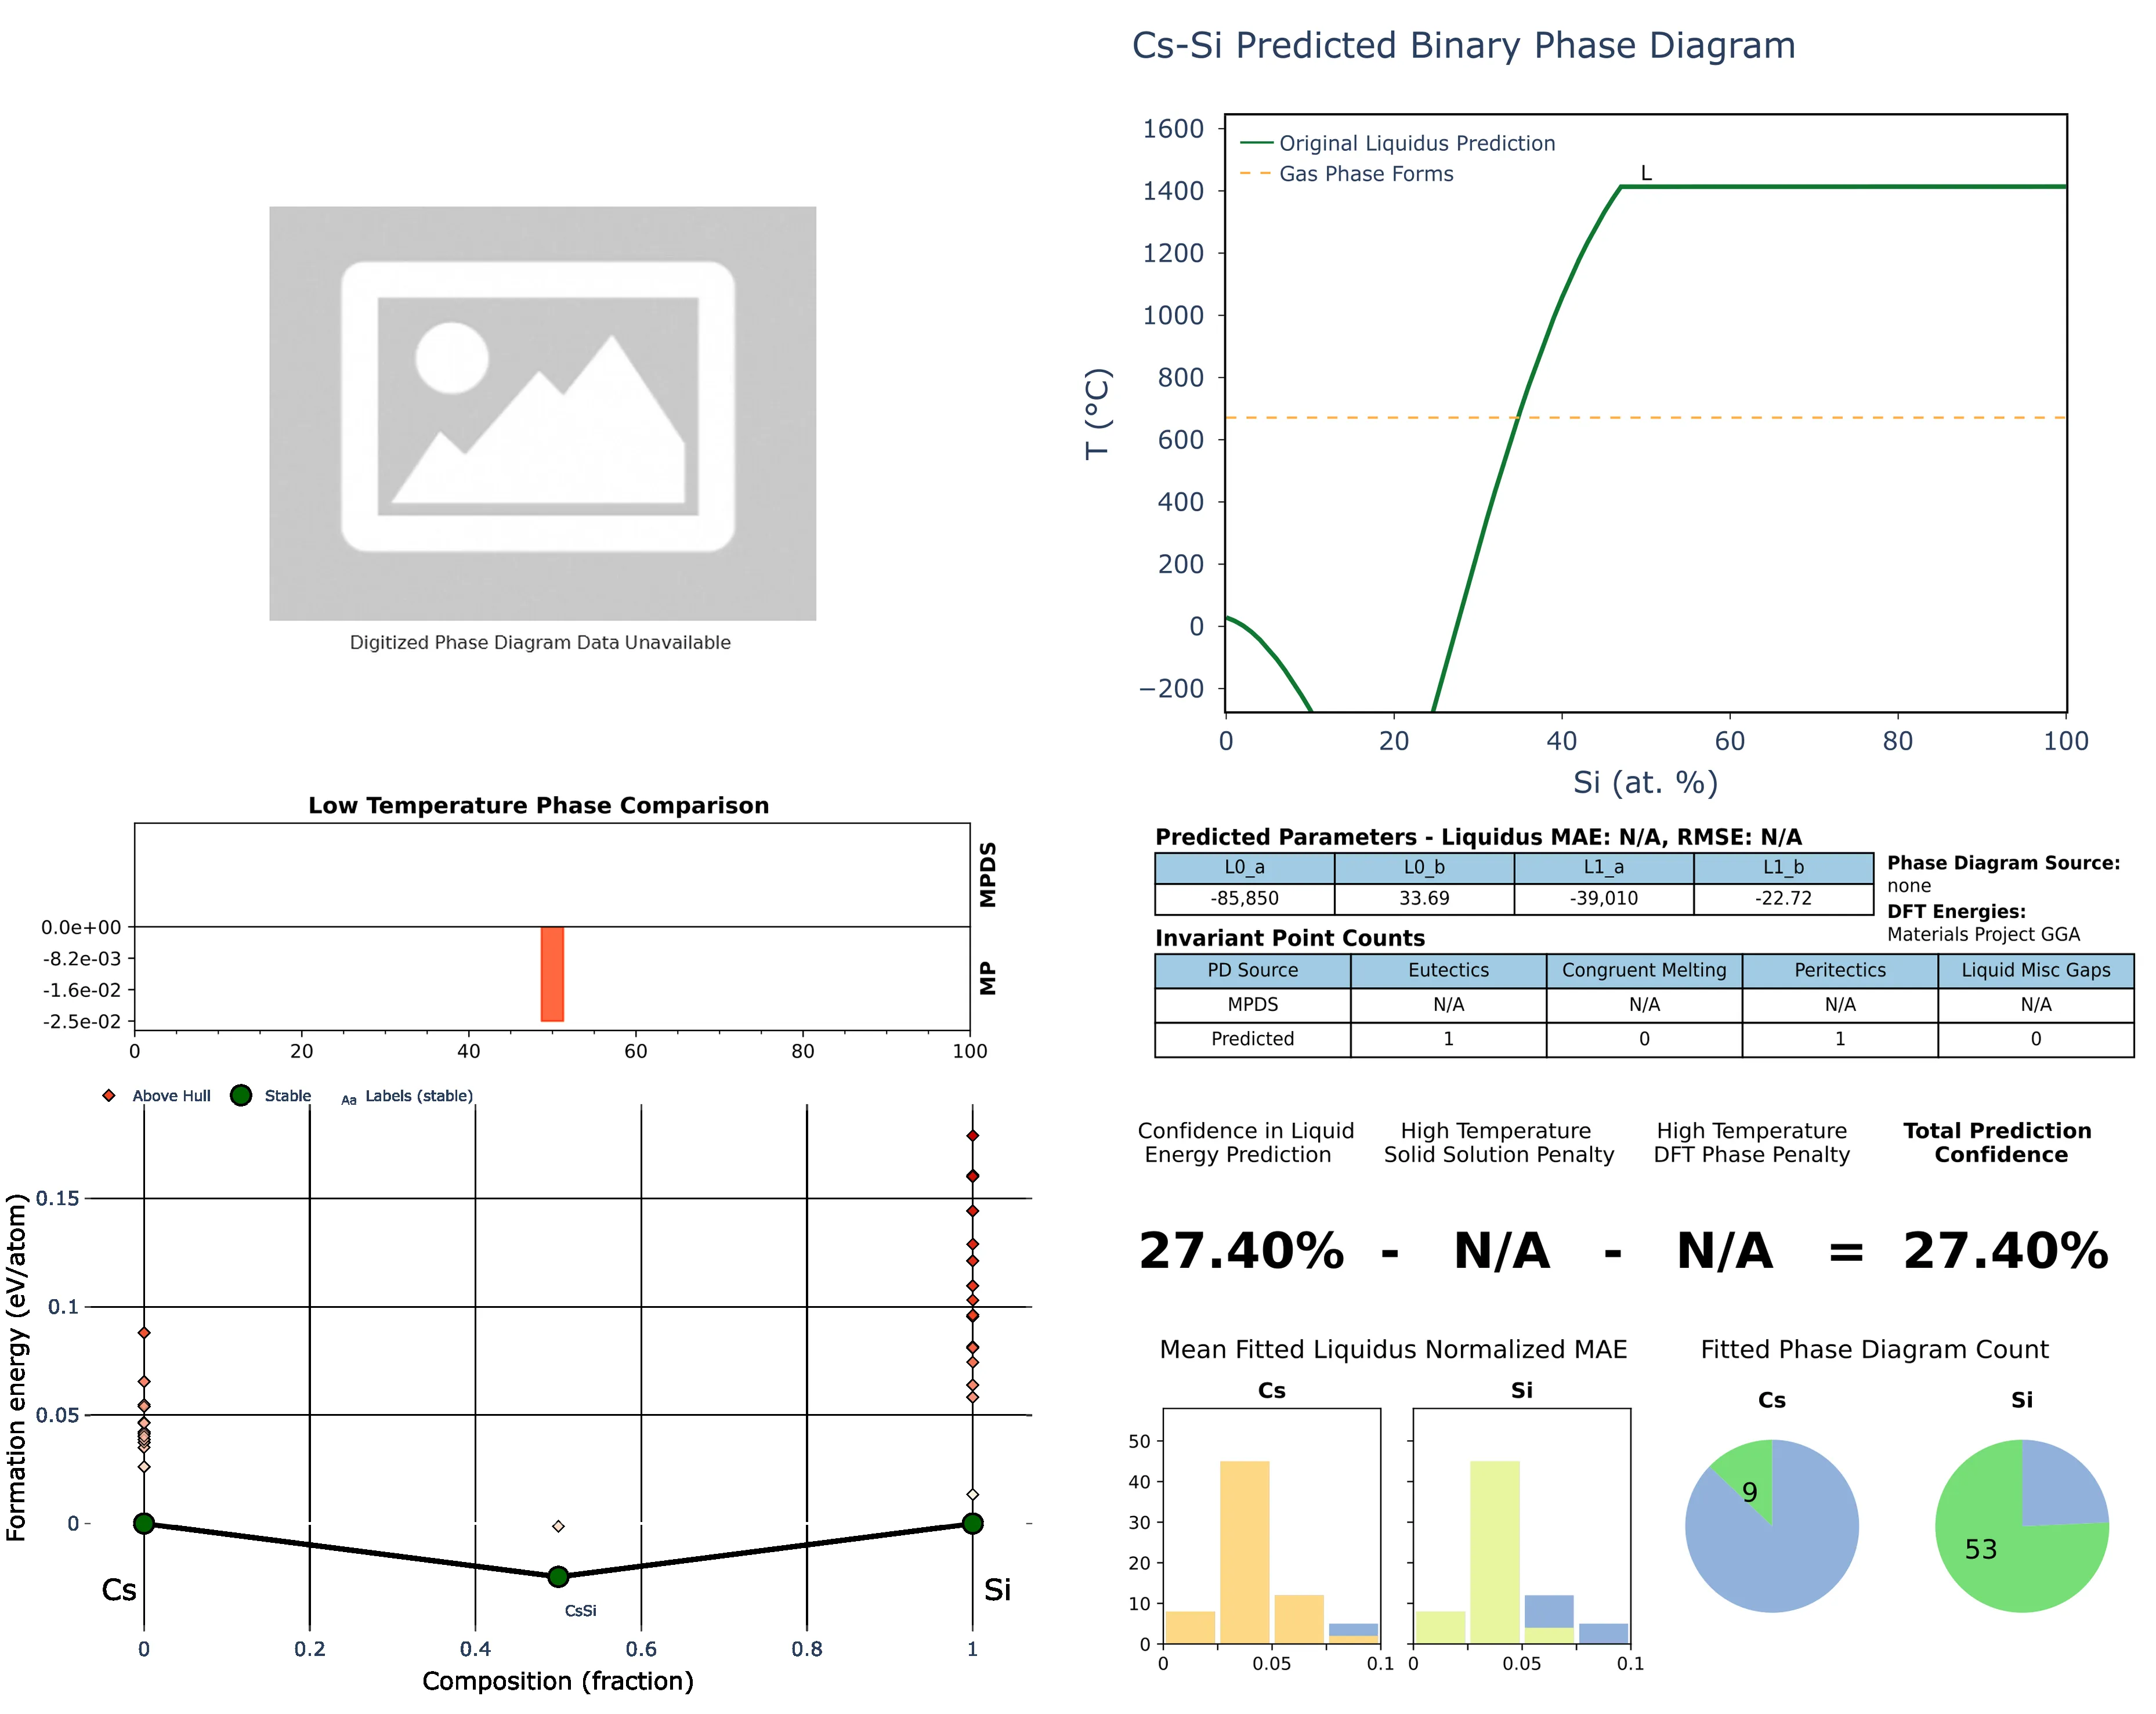 Cs-Si Predicted Binary Phase Diagram
Digitized Phase Diagram Data Unavailable
T (°C)
1600
1400
1200
1000
800
600
400
200
0
−200
Original Liquidus Prediction
Gas Phase Forms
L
0 20 40 60 80 100
Si (at. %)
Low Temperature Phase Comparison
MPDS
MP
0.0e+00
-8.2e-03
-1.6e-02
-2.5e-02
0 20 40 60 80 100
Predicted Parameters - Liquidus MAE: N/A, RMSE: N/A
L0_a L0_b L1_a L1_b
-85,850 33.69 -39,010 -22.72
Phase Diagram Source:
none
DFT Energies:
Materials Project GGA
Invariant Point Counts
PD Source Eutectics Congruent Melting Peritectics Liquid Misc Gaps
MPDS N/A N/A N/A N/A
Predicted 1 0 1 0
Above Hull Stable Aa Labels (stable)
Formation energy (eV/atom)
0.15
0.1
0.05
0
Cs
Si
CsSi
0 0.2 0.4 0.6 0.8 1
Composition (fraction)
Confidence in Liquid
Energy Prediction
High Temperature
Solid Solution Penalty
High Temperature
DFT Phase Penalty
Total Prediction
Confidence
27.40% - N/A - N/A = 27.40%
Mean Fitted Liquidus Normalized MAE
Cs
Si
50
40
30
20
10
0
0 0.05 0.1
0 0.05 0.1
Fitted Phase Diagram Count
Cs
Si
9
53